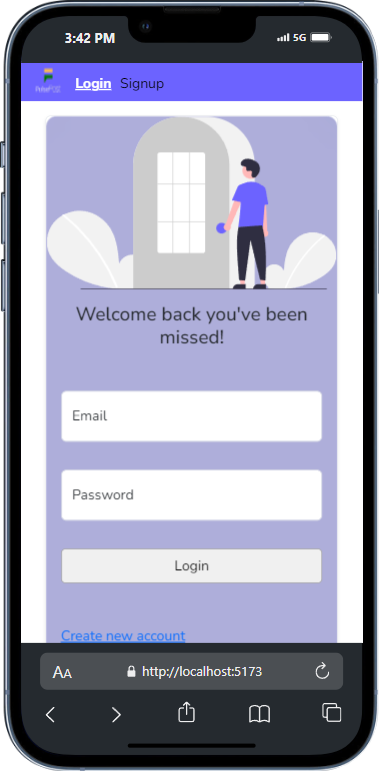 3:42 PM
5G
Login Signup
Welcome back you've been
missed!
Email
Password
Login
Create new account
AA
http://localhost:5173